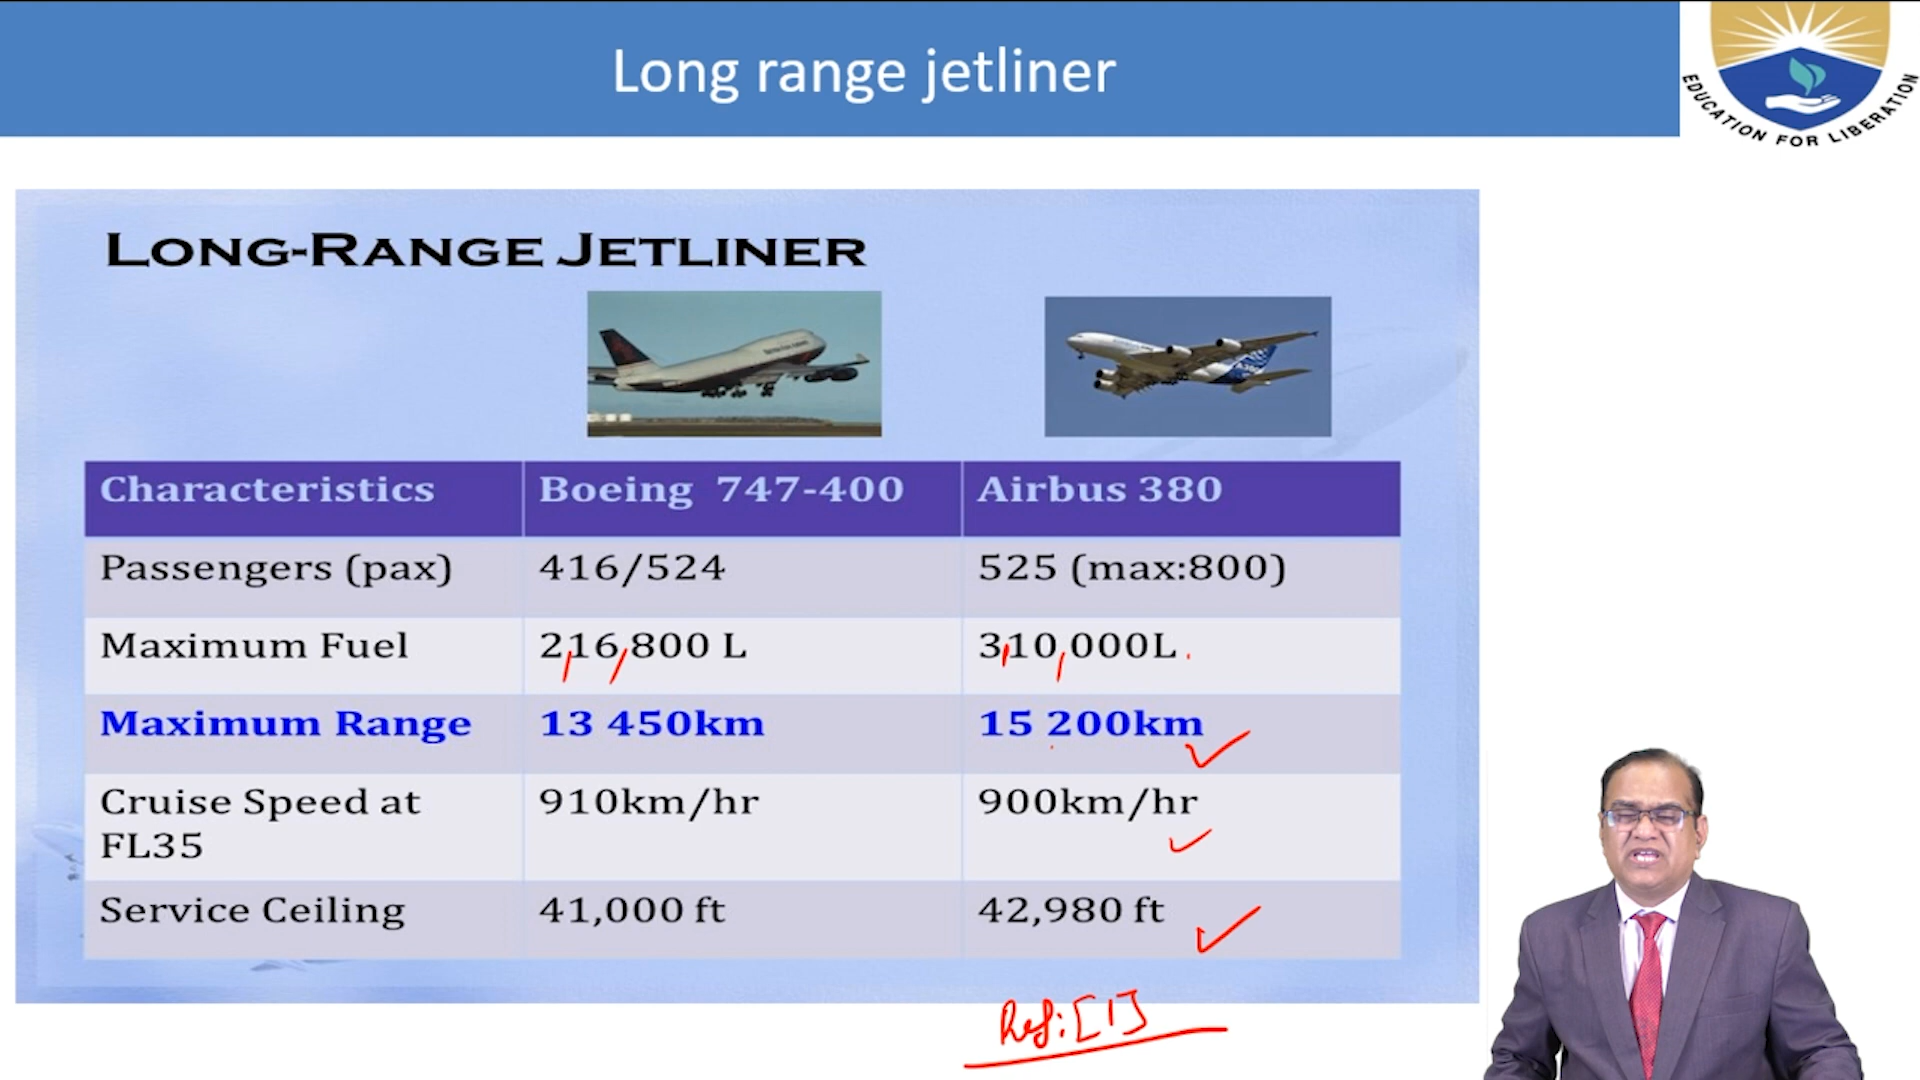 Long range jetliner
EDUCATION FOR LIBERATION
LONG-RANGE JETLINER
Characteristics Boeing 747-400 Airbus 380
Passengers (pax) 416/524 525 (max:800)
Maximum Fuel 216,800 L 310,000L
Maximum Range 13 450km 15 200km
Cruise Speed at 910km/hr 900km/hr
FL35
Service Ceiling 41,000 ft 42,980 ft
Ref: [1]